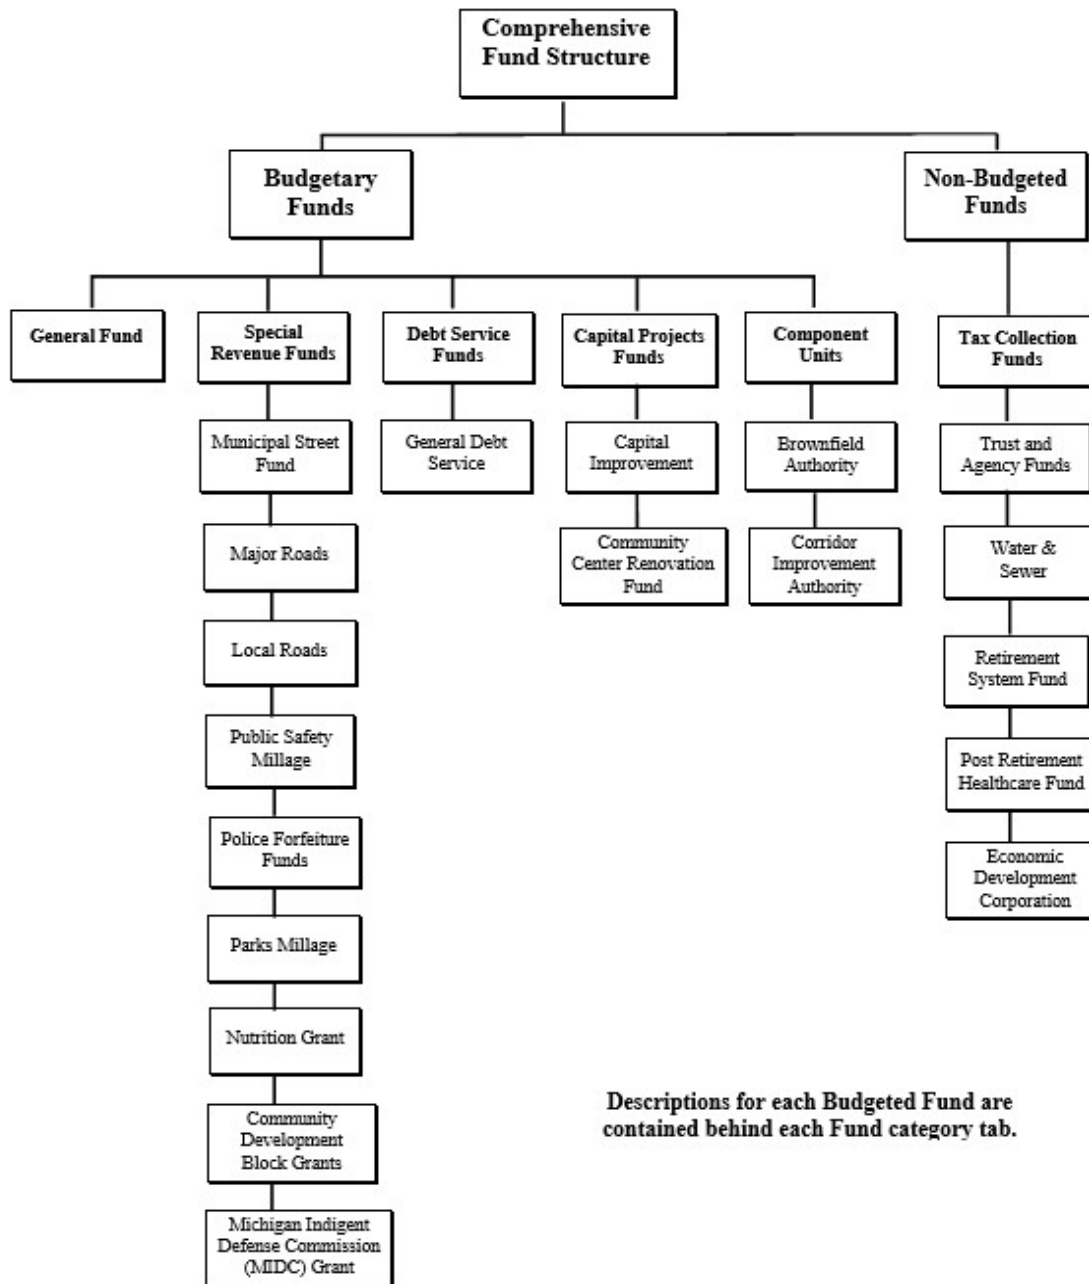 Comprehensive
Fund Structure
Budgetary
Funds
Non-Budgeted
Funds
General Fund
Special
Revenue Funds
Debt Service
Funds
Capital Projects
Funds
Component
Units
Tax Collection
Funds
Municipal Street
Fund
General Debt
Service
Capital
Improvement
Brownfield
Authority
Trust and
Agency Funds
Major Roads
Community
Center Renovation
Fund
Corridor
Improvement
Authority
Water &
Sewer
Local Roads
Retirement
System Fund
Public Safety
Millage
Post Retirement
Healthcare Fund
Police Forfeiture
Funds
Economic
Development
Corporation
Parks Millage
Nutrition Grant
Community
Development
Block Grants
Michigan Indigent
Defense Commission
(MIDC) Grant
Descriptions for each Budgeted Fund are
contained behind each Fund category tab.